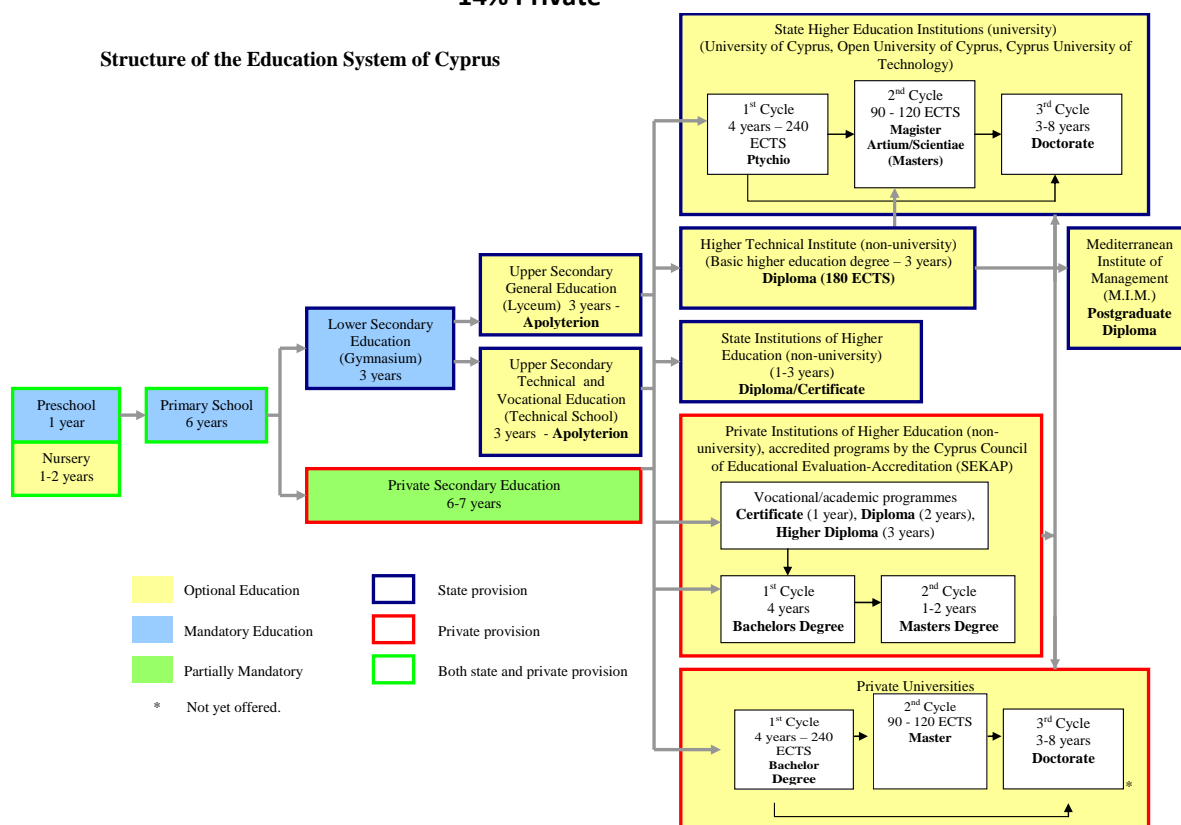 14% Private
Structure of the Education System of Cyprus
State Higher Education Institutions (university)
(University of Cyprus, Open University of Cyprus, Cyprus University of
Technology)
1st Cycle
4 years – 240
ECTS
Ptychio
2nd Cycle
90 - 120 ECTS
Magister
Artium/Scientiae
(Masters)
3rd Cycle
3-8 years
Doctorate
Higher Technical Institute (non-university)
(Basic higher education degree – 3 years)
Diploma (180 ECTS)
Mediterranean
Institute of
Management
(M.I.M.)
Postgraduate
Diploma
Upper Secondary
General Education
(Lyceum) 3 years -
Apolyterion
Lower Secondary
Education
(Gymnasium)
3 years
State Institutions of Higher
Education (non-university)
(1-3 years)
Diploma/Certificate
Upper Secondary
Technical and
Vocational Education
(Technical School)
3 years - Apolyterion
Preschool
1 year
Primary School
6 years
Nursery
1-2 years
Private Institutions of Higher Education (non-
university), accredited programs by the Cyprus Council
of Educational Evaluation-Accreditation (SEKAP)
Private Secondary Education
6-7 years
Vocational/academic programmes
Certificate (1 year), Diploma (2 years),
Higher Diploma (3 years)
1st Cycle
4 years
Bachelors Degree
2nd Cycle
1-2 years
Masters Degree
Optional Education
State provision
Mandatory Education
Private provision
Partially Mandatory
Both state and private provision
* Not yet offered.
Private Universities
1st Cycle
4 years – 240
ECTS
Bachelor
Degree
2nd Cycle
90 - 120 ECTS
Master
3rd Cycle
3-8 years
Doctorate
*